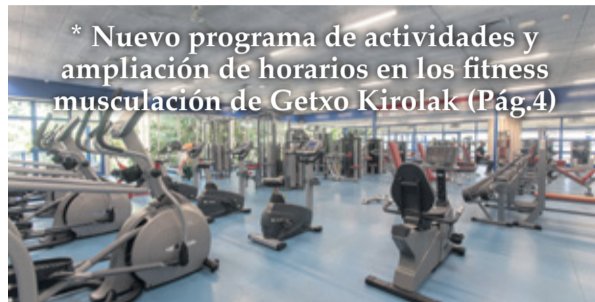 * Nuevo programa de actividades y
ampliación de horarios en los fitness
musculación de Getxo Kirolak (Pág.4)